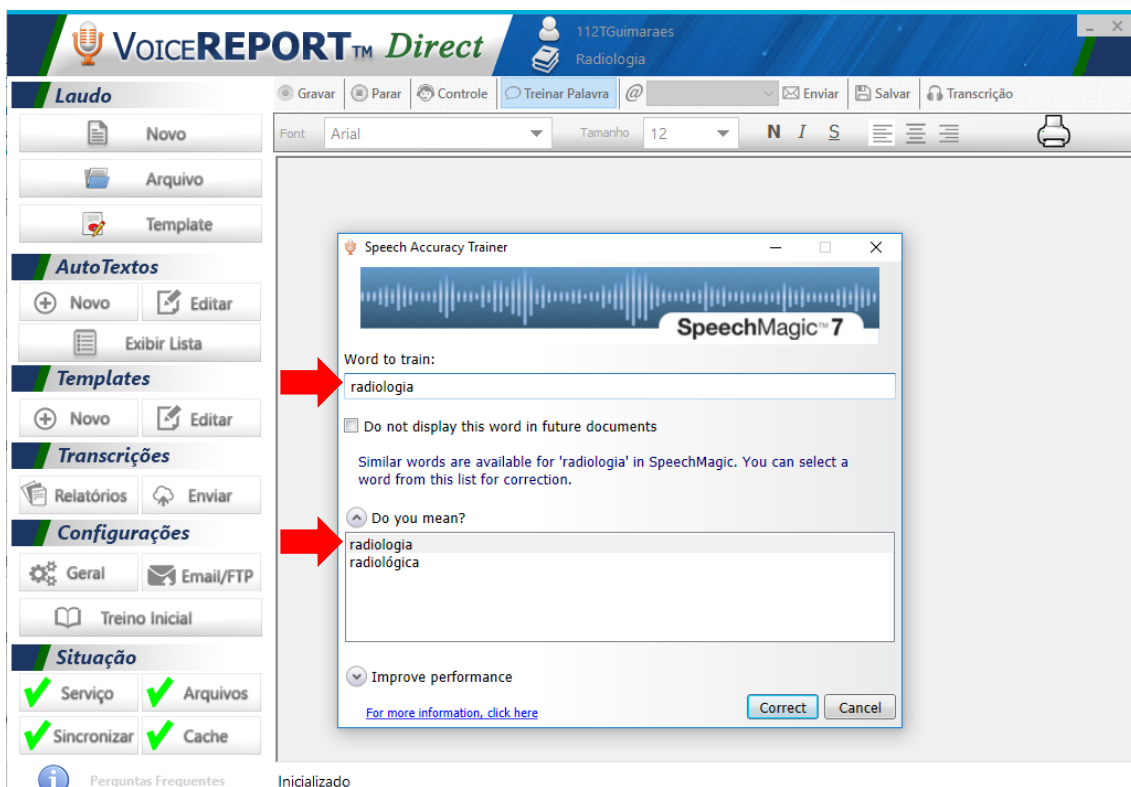 VOICEREPORT™ Direct
112TGuimaraes
Radiologia
Laudo
Novo
Arquivo
Template
AutoTextos
Novo Editar
Exibir Lista
Templates
Novo Editar
Transcrições
Relatórios Enviar
Configurações
Geral Email/FTP
Treino Inicial
Situação
Serviço Arquivos
Sincronizar Cache
Perguntas Frequentes
Gravar Parar Controle Treinar Palavra @ Enviar Salvar Transcrição
Font Arial Tamanho 12 N I S
Speech Accuracy Trainer
SpeechMagic™ 7
Word to train:
radiologia
Do not display this word in future documents
Similar words are available for 'radiologia' in SpeechMagic. You can select a
word from this list for correction.
Do you mean?
radiologia
radiológica
Improve performance
For more information, click here
Correct Cancel
Inicializado